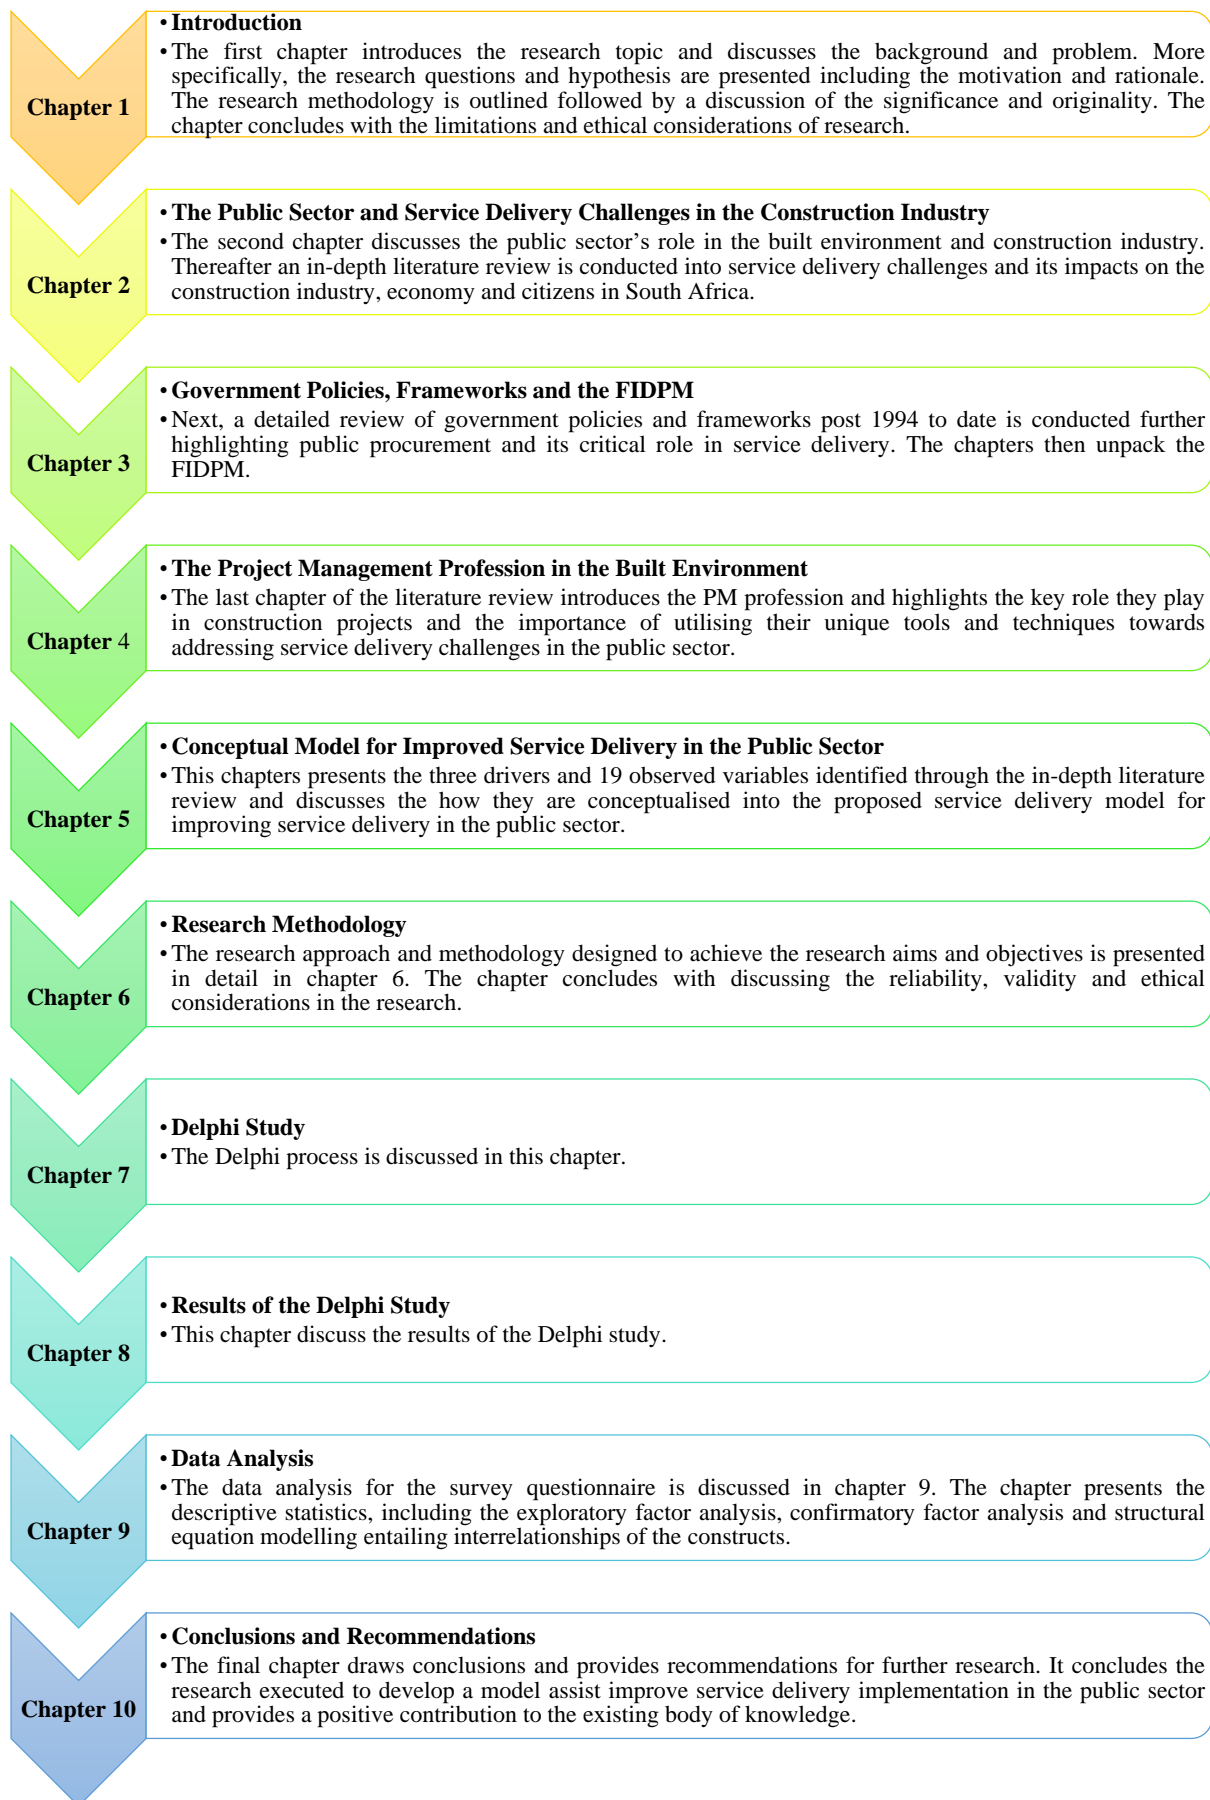 • Introduction
• The first chapter introduces the research topic and discusses the background and problem. More
specifically, the research questions and hypothesis are presented including the motivation and rationale.
The research methodology is outlined followed by a discussion of the significance and originality. The
chapter concludes with the limitations and ethical considerations of research.
Chapter 1
• The Public Sector and Service Delivery Challenges in the Construction Industry
• The second chapter discusses the public sector's role in the built environment and construction industry.
Thereafter an in-depth literature review is conducted into service delivery challenges and its impacts on the
construction industry, economy and citizens in South Africa.
Chapter 2
• Government Policies, Frameworks and the FIDPM
• Next, a detailed review of government policies and frameworks post 1994 to date is conducted further
highlighting public procurement and its critical role in service delivery. The chapters then unpack the
FIDPM.
Chapter 3
• The Project Management Profession in the Built Environment
• The last chapter of the literature review introduces the PM profession and highlights the key role they play
in construction projects and the importance of utilising their unique tools and techniques towards
addressing service delivery challenges in the public sector.
Chapter 4
• Conceptual Model for Improved Service Delivery in the Public Sector
• This chapters presents the three drivers and 19 observed variables identified through the in-depth literature
review and discusses the how they are conceptualised into the proposed service delivery model for
improving service delivery in the public sector.
Chapter 5
• Research Methodology
• The research approach and methodology designed to achieve the research aims and objectives is presented
in detail in chapter 6. The chapter concludes with discussing the reliability, validity and ethical
considerations in the research.
Chapter 6
• Delphi Study
• The Delphi process is discussed in this chapter.
Chapter 7
• Results of the Delphi Study
• This chapter discuss the results of the Delphi study.
Chapter 8
• Data Analysis
• The data analysis for the survey questionnaire is discussed in chapter 9. The chapter presents the
descriptive statistics, including the exploratory factor analysis, confirmatory factor analysis and structural
equation modelling entailing interrelationships of the constructs.
Chapter 9
• Conclusions and Recommendations
• The final chapter draws conclusions and provides recommendations for further research. It concludes the
research executed to develop a model assist improve service delivery implementation in the public sector
and provides a positive contribution to the existing body of knowledge.
Chapter 10